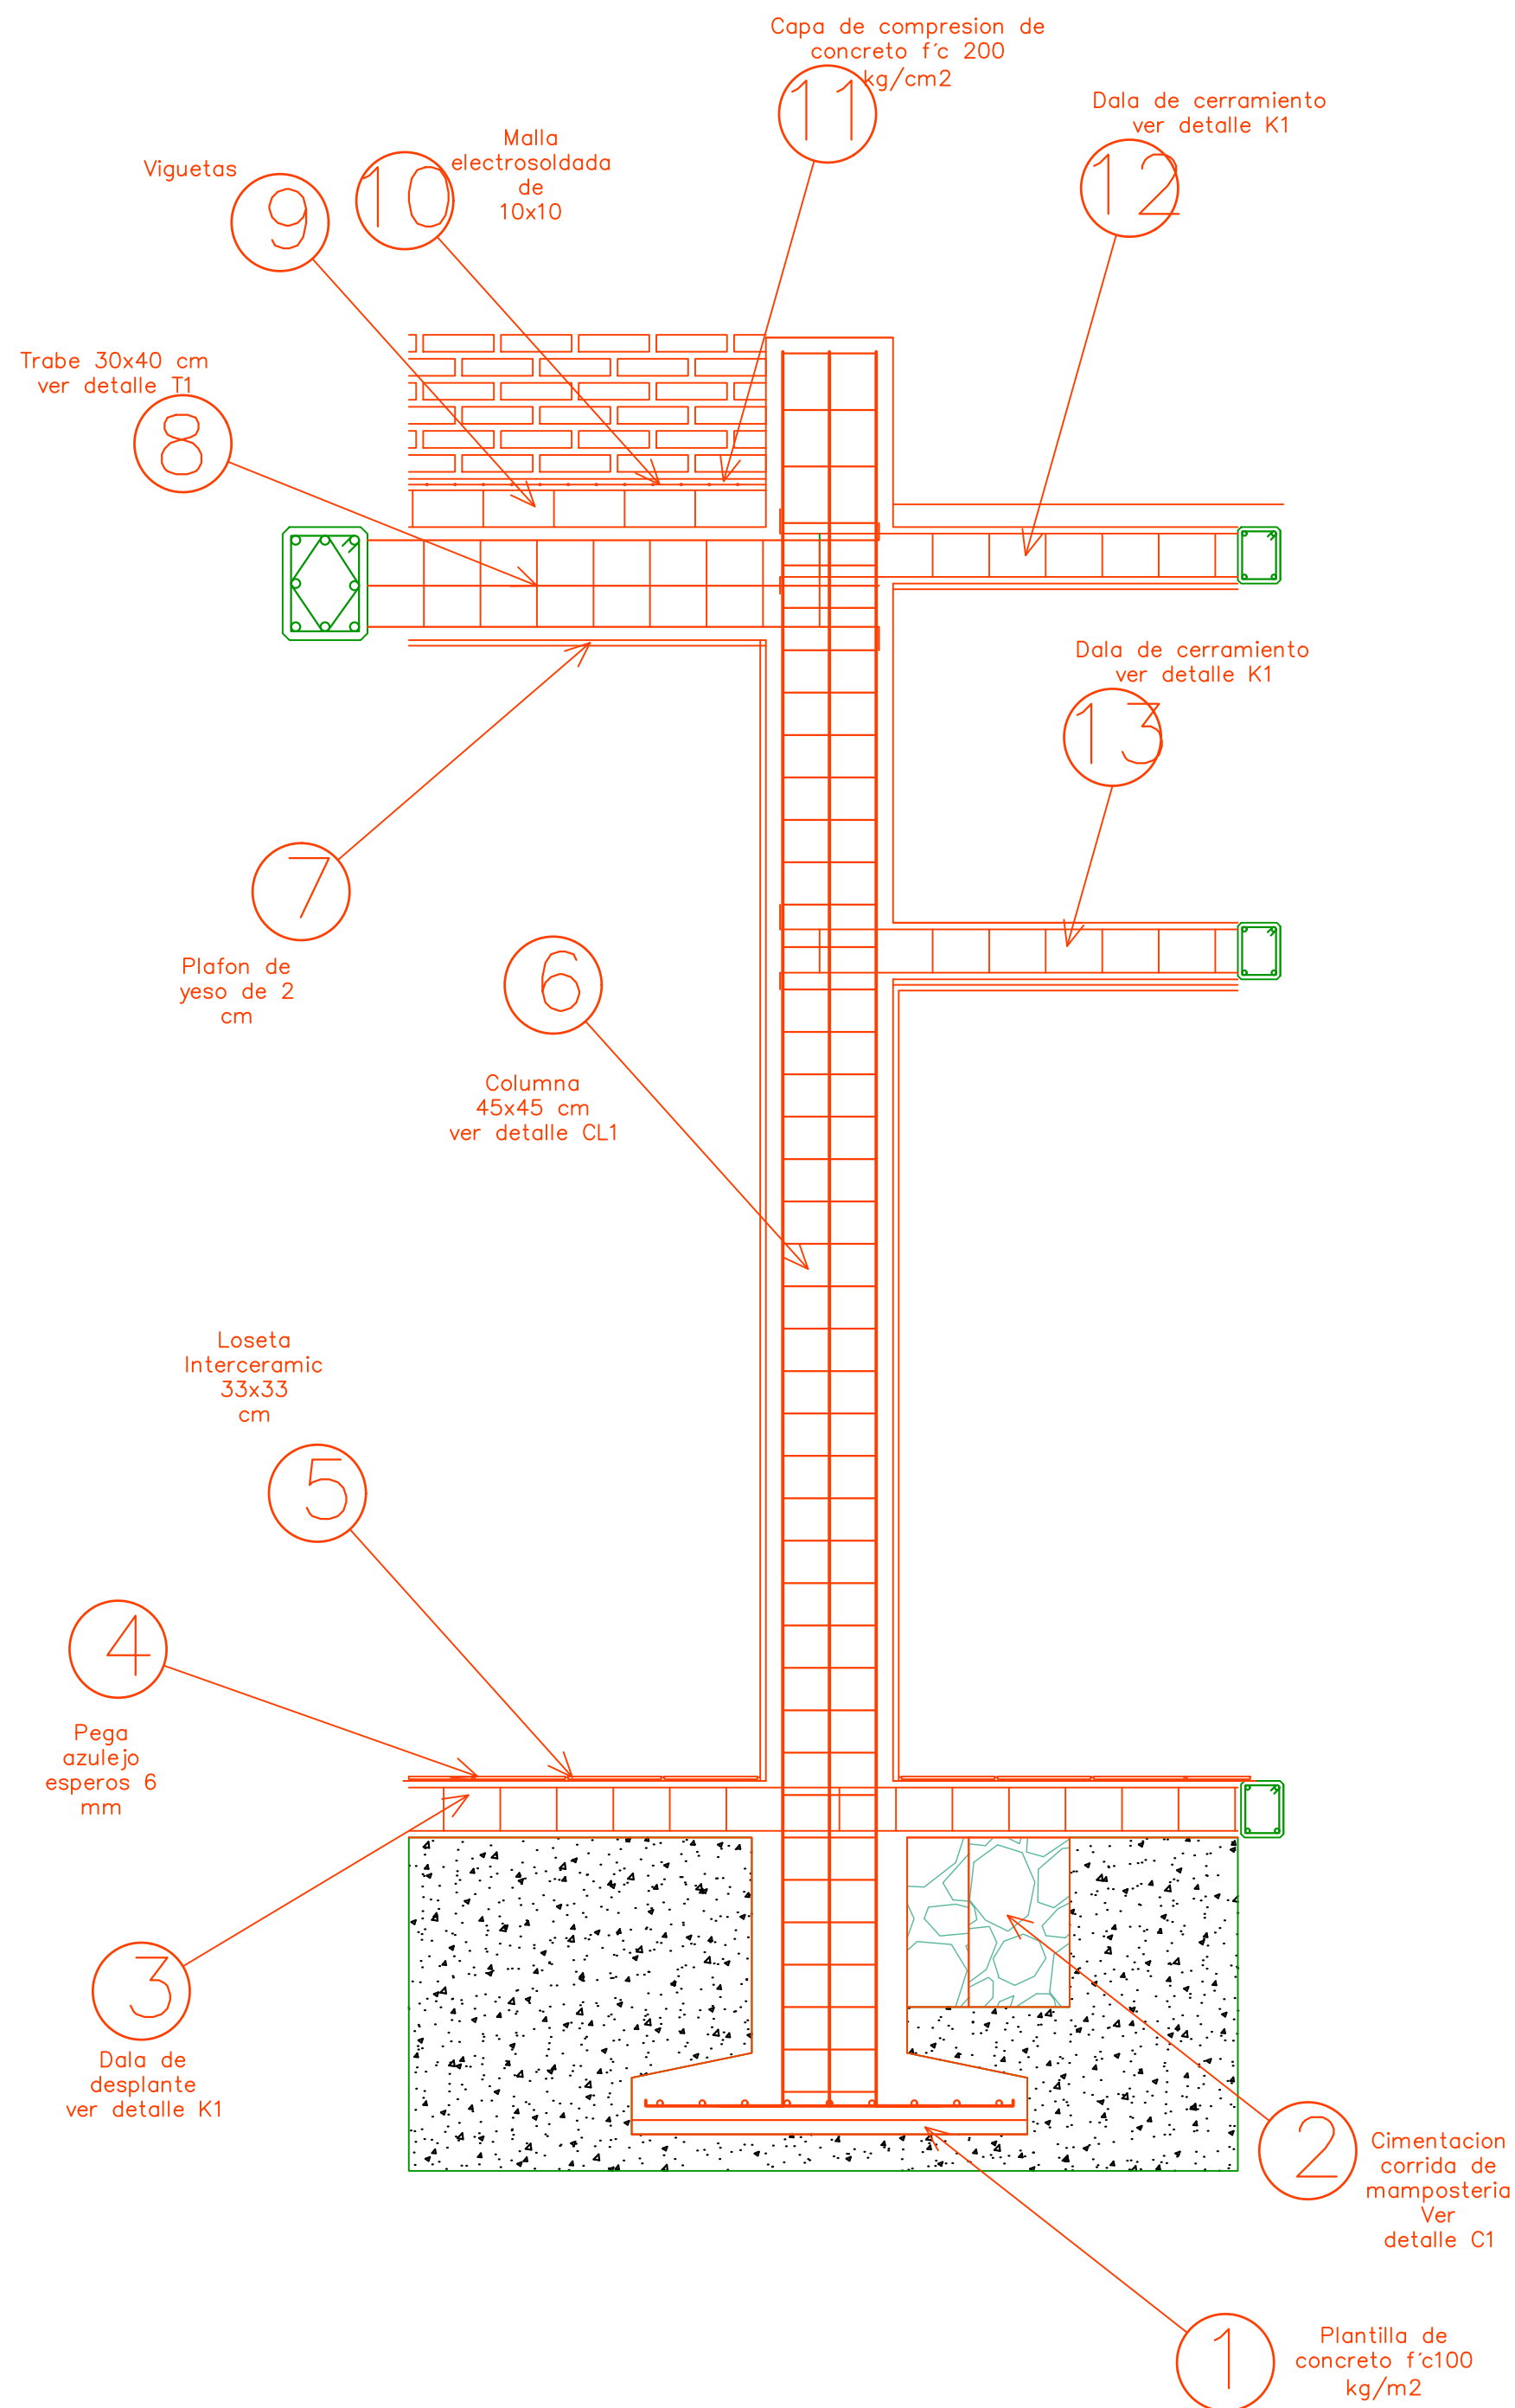 Capa de compresion de
concreto f'c 200
kg/cm2
11
Dala de cerramiento
ver detalle K1
12
Malla
electrosoldada
de
10x10
10
Viguetas
9
Trabe 30x40 cm
ver detalle T1
8
Dala de cerramiento
ver detalle K1
13
7
Plafon de
yeso de 2
cm
6
Columna
45x45 cm
ver detalle CL1
Loseta
Interceramic
33x33
cm
5
4
Pega
azulejo
esperos 6
mm
3
Dala de
desplante
ver detalle K1
2
Cimentacion
corrida de
mamposteria
Ver
detalle C1
1
Plantilla de
concreto f'c100
kg/m2